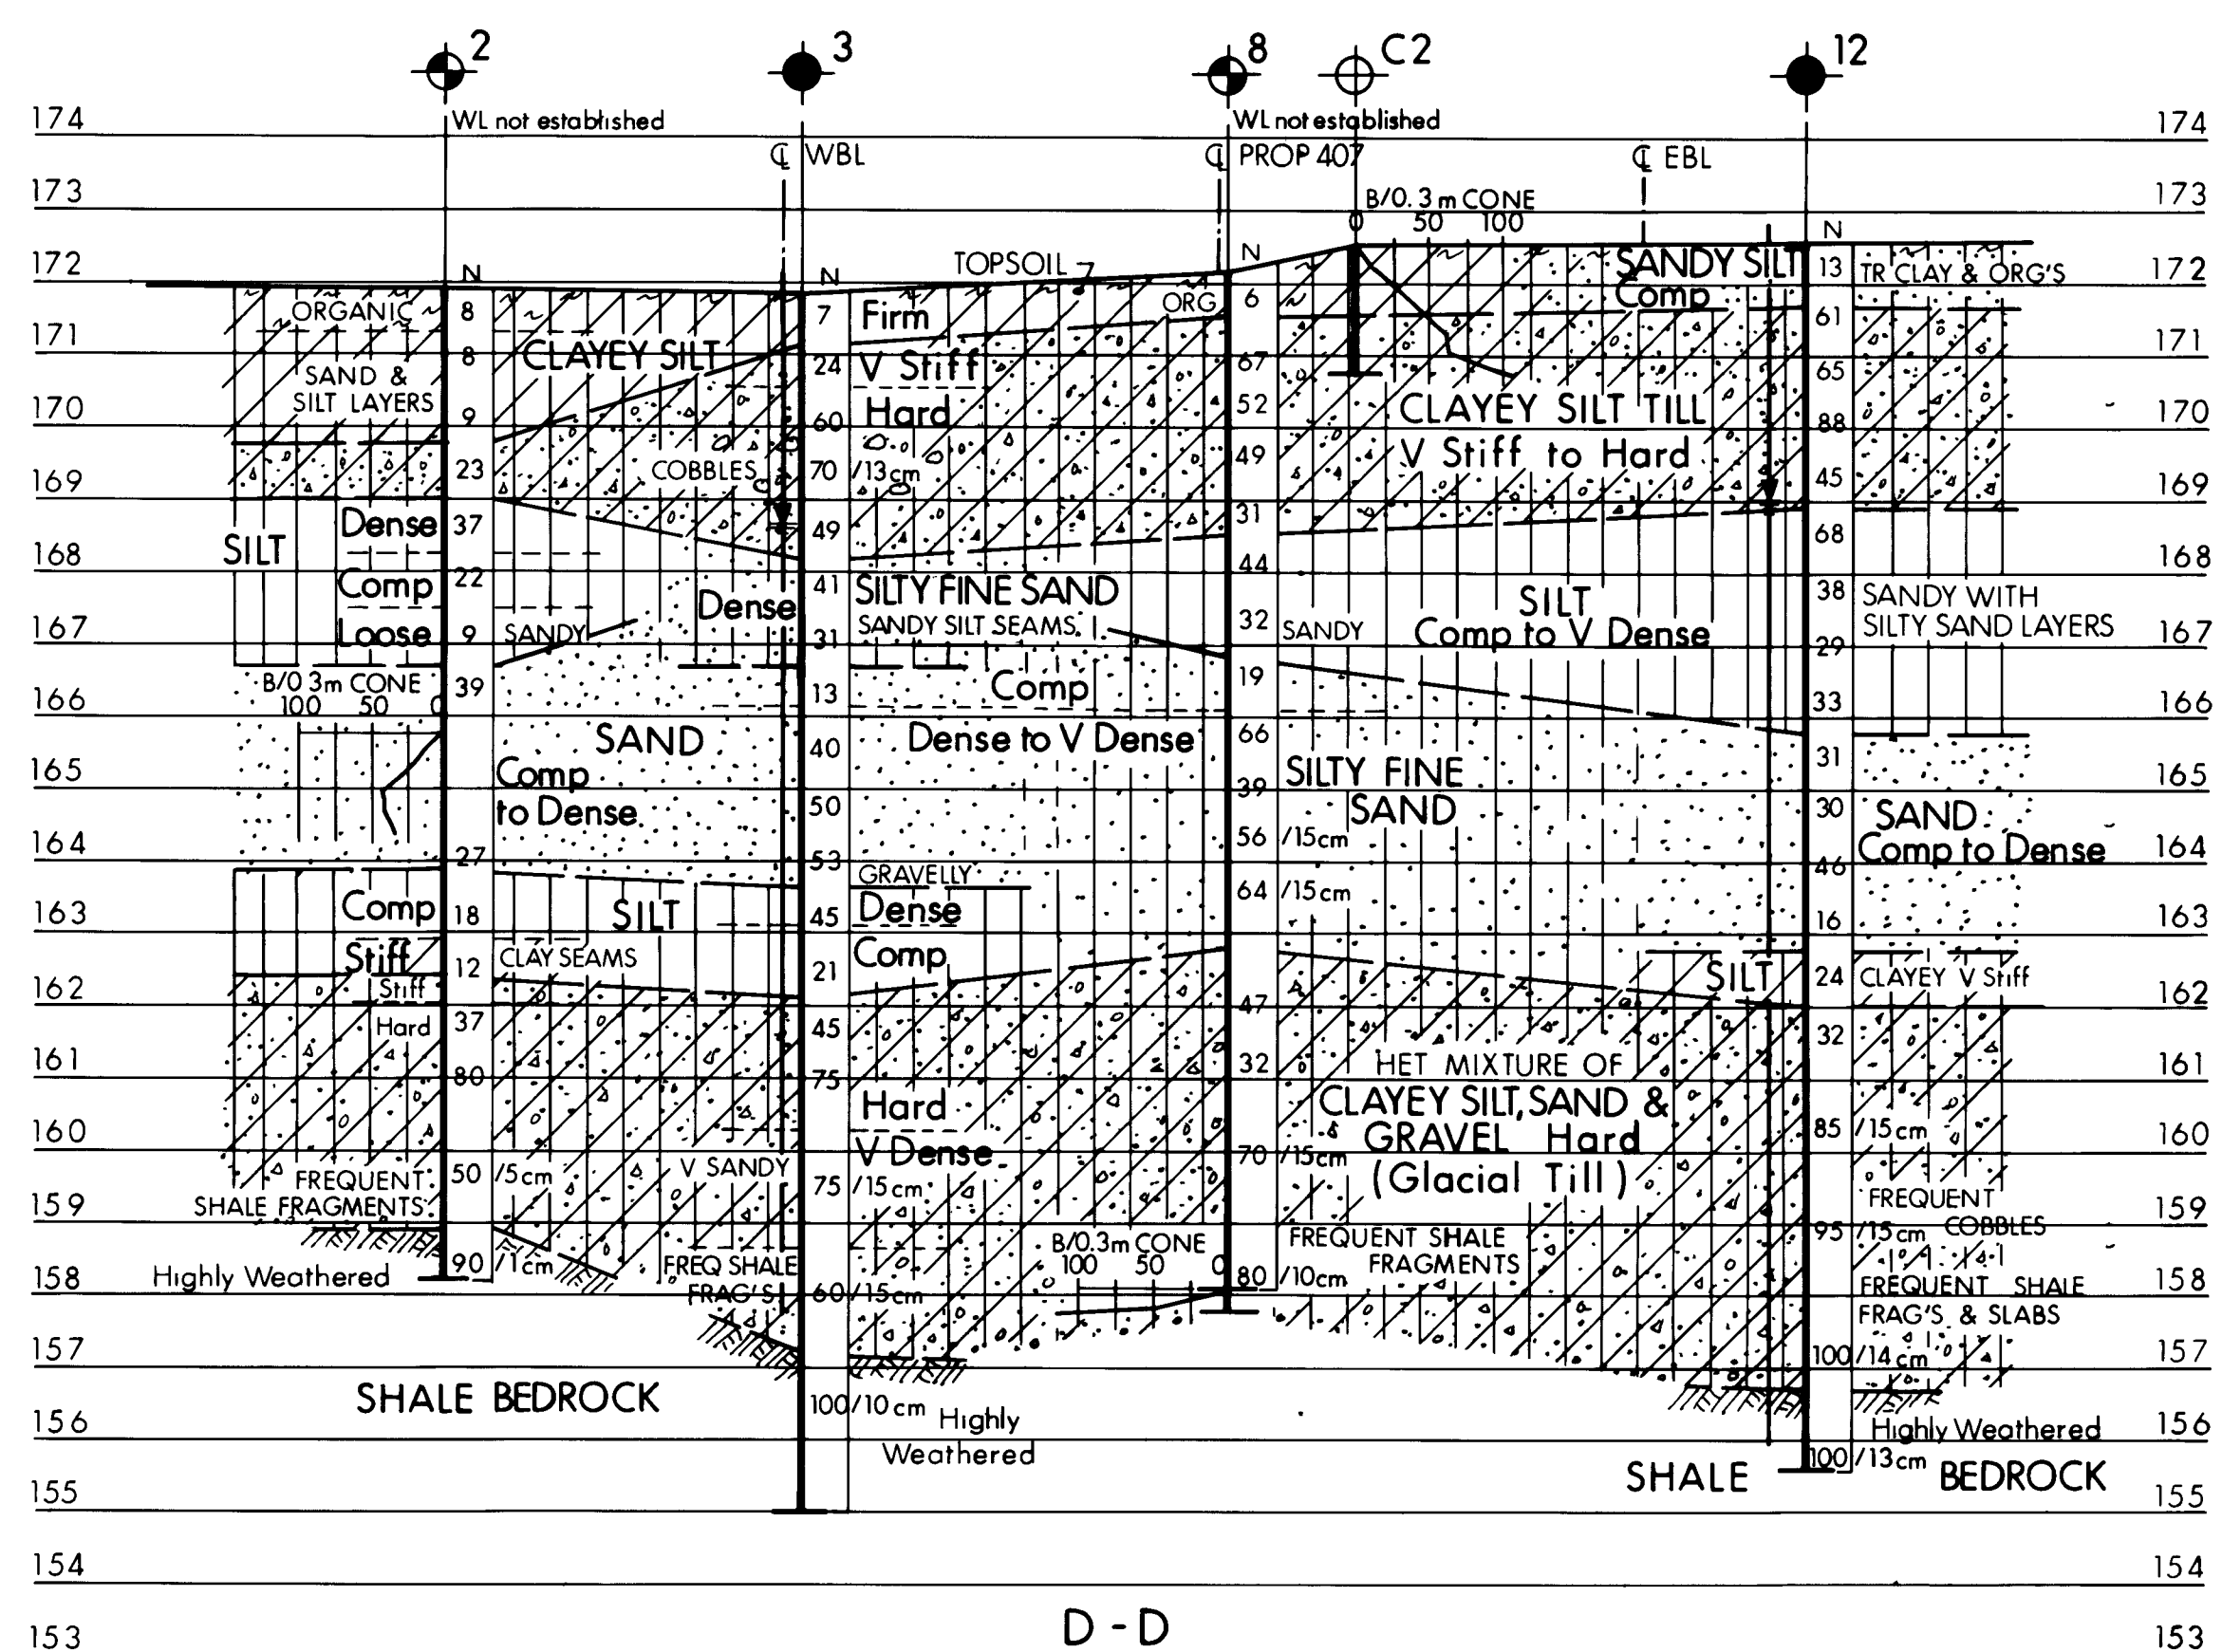 2 3 8 C2 12
174 WL not established WL not established 174
℄ WBL ℄ PROP 407 ℄ EBL
173 173
B/0.3m CONE
0 50 100
172 N N TOPSOIL N SANDY SILT N 172
Comp
ORGANIC 8 7 Firm ORG 6 13 TR CLAY & ORG'S
171 8 CLAYEY SILT 24 V Stiff 67 61 171
SAND &
SILT LAYERS
65
170 9 60 Hard 52 CLAYEY SILT TILL 88 170
V Stiff to Hard
169 23 COBBLES 70 /13cm 49 45 169
Dense 37 49 31 68
SILT
168 Comp 22 41 SILTY FINE SAND 44 SILT 38 SANDY WITH 168
Dense SANDY SILT SEAMS Comp to V Dense SILTY SAND LAYERS
167 Loose 9 SANDY 31 32 SANDY 29 167
B/0 3m CONE 39 13 Comp 19 33
166 100 50 0 166
SAND 40 Dense to V Dense 66 31
165 Comp 39 SILTY FINE 165
to Dense 50 SAND 30 SAND
164 27 53 56 /15cm 46 Comp to Dense 164
GRAVELLY
163 Comp 18 SILT 45 Dense 64 /15cm 16 163
Stiff 12 CLAY SEAMS 21 Comp SILT 24 CLAYEY V Stiff
162 Stiff 47 162
Hard 37 45 32
161 80 75 32 HET MIXTURE OF 161
Hard CLAYEY SILT, SAND &
160 V Dense GRAVEL Hard 85 /15cm 160
FREQUENT 50 /5cm V SANDY 75 /15cm 70 /15cm (Glacial Till)
SHALE FRAGMENTS FREQUENT
159 95 /15cm COBBLES 159
B/0.3m CONE FREQUENT SHALE
100 50 0 FRAGMENTS
Highly Weathered 90 /1cm FREQ SHALE 80 /10cm FREQUENT SHALE
158 FRAG'S 60/15cm FRAG'S & SLABS 158
157 100/14cm 157
SHALE BEDROCK 100/10 cm Highly
156 Weathered Highly Weathered 156
100/13cm
SHALE BEDROCK
155 155
154 154
D-D
153 153